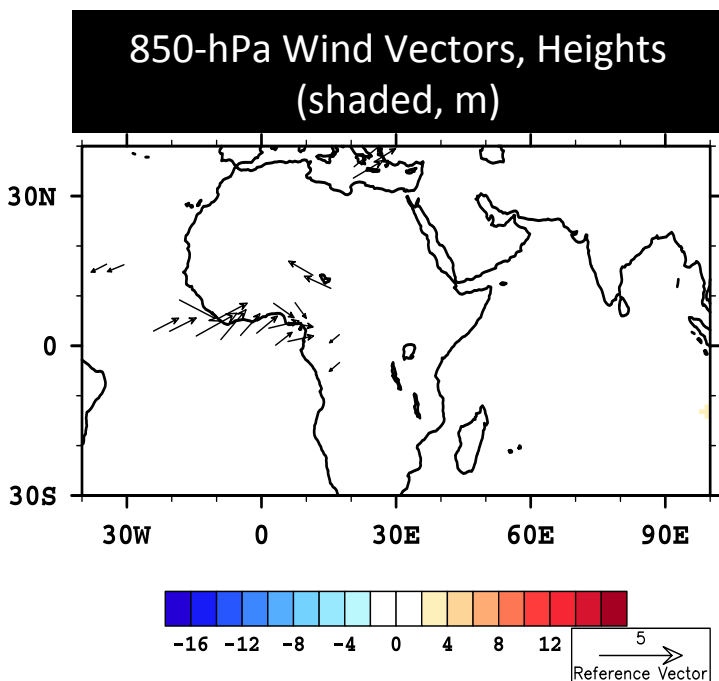 850-hPa Wind Vectors, Heights
(shaded, m)
30N
0
30S
30W 0 30E 60E 90E
-16 -12 -8 -4 0 4 8 12
5
Reference Vector